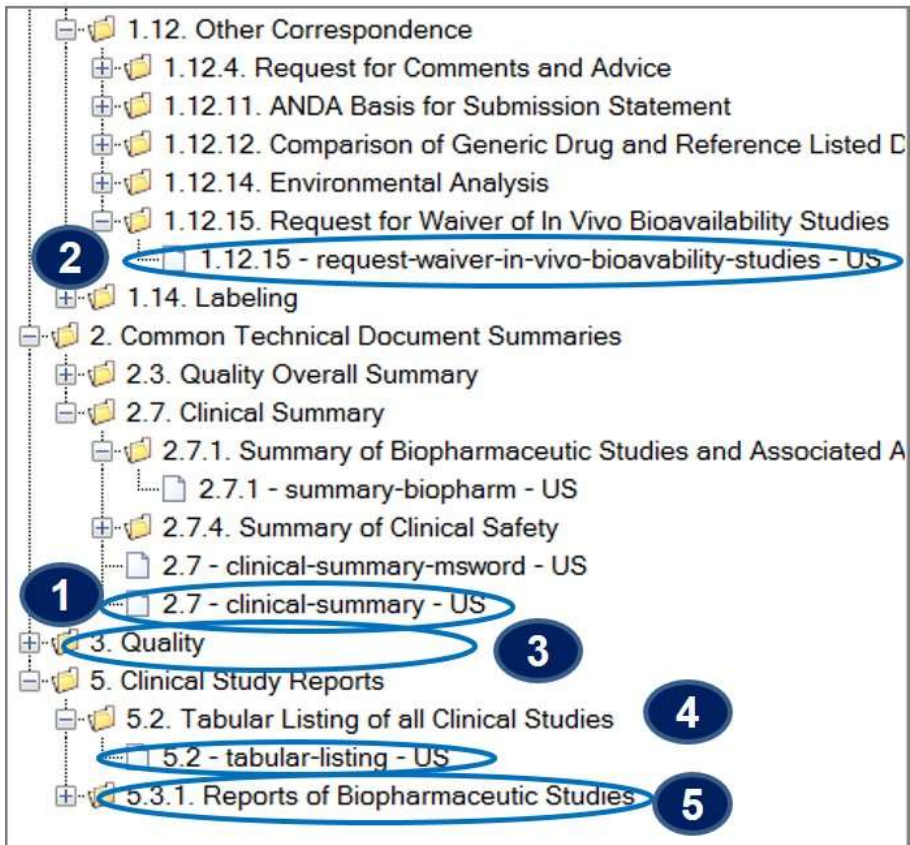 1.12. Other Correspondence
1.12.4. Request for Comments and Advice
1.12.11. ANDA Basis for Submission Statement
1.12.12. Comparison of Generic Drug and Reference Listed D
1.12.14. Environmental Analysis
1.12.15. Request for Waiver of In Vivo Bioavailability Studies
2 1.12.15 - request-waiver-in-vivo-bioavability-studies - US
1.14. Labeling
2. Common Technical Document Summaries
2.3. Quality Overall Summary
2.7. Clinical Summary
2.7.1. Summary of Biopharmaceutic Studies and Associated A
2.7.1 - summary-biopharm - US
2.7.4. Summary of Clinical Safety
2.7 - clinical-summary-msword - US
1 2.7 - clinical-summary - US
3. Quality 3
5. Clinical Study Reports
5.2. Tabular Listing of all Clinical Studies 4
5.2 - tabular-listing - US
5.3.1. Reports of Biopharmaceutic Studies 5